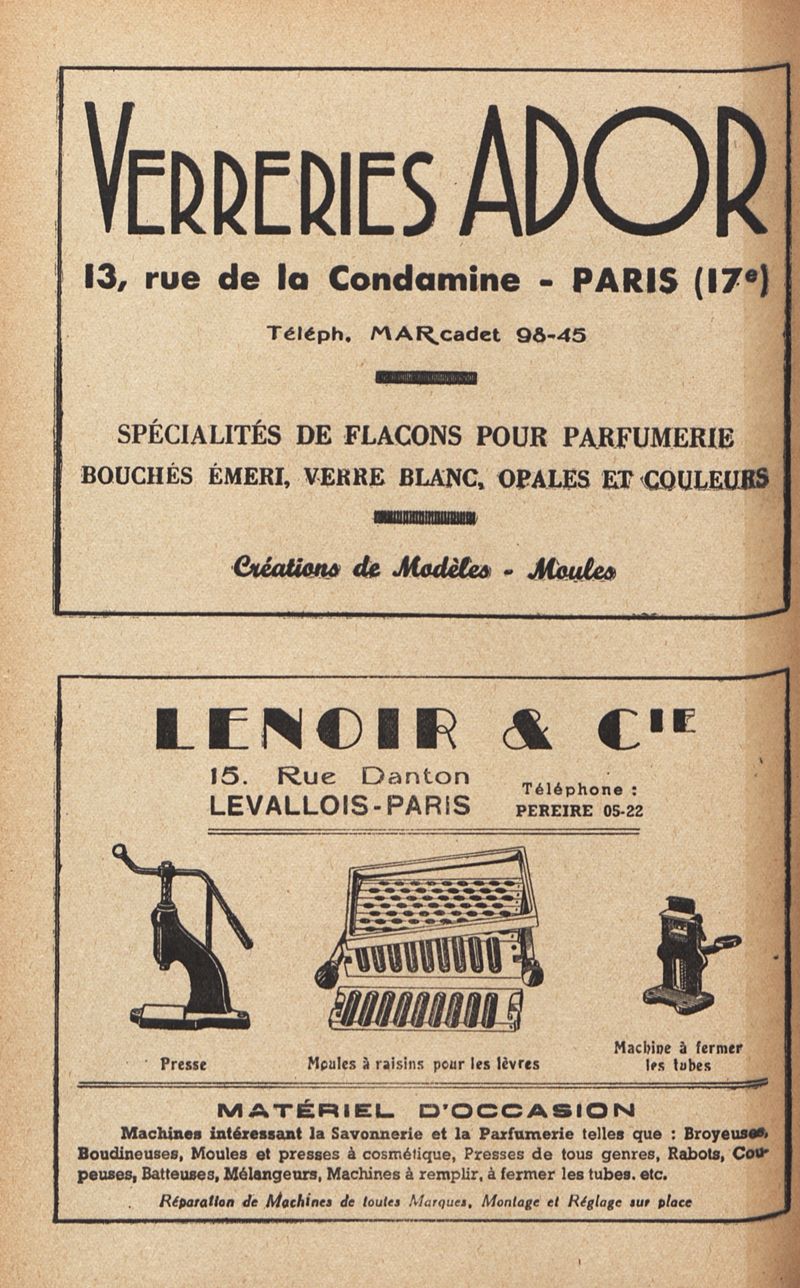 VERRERIES ADOR
13, rue de la Condamine - PARIS (17e)
Téléph. MARcadet 98-45
SPÉCIALITÉS DE FLACONS POUR PARFUMERIE
BOUCHÉS ÉMERI, VERRE BLANC, OPALES ET COULEURS
Créations de Modèles - Moules
LENOIR & CIE
15. Rue Danton
LEVALLOIS-PARIS
Téléphone :
PEREIRE 05-22
Presse
Moules à raisins pour les lèvres
Machine à fermer
les tubes
MATÉRIEL D'OCCASION
Machines intéressant la Savonnerie et la Parfumerie telles que : Broyeuses,
Boudineuses, Moules et presses à cosmétique, Presses de tous genres, Rabots, Cou-
peuses, Batteuses, Mélangeurs, Machines à remplir, à fermer les tubes. etc.
Réparation de Machines de toutes Marques, Montage et Réglage sur place